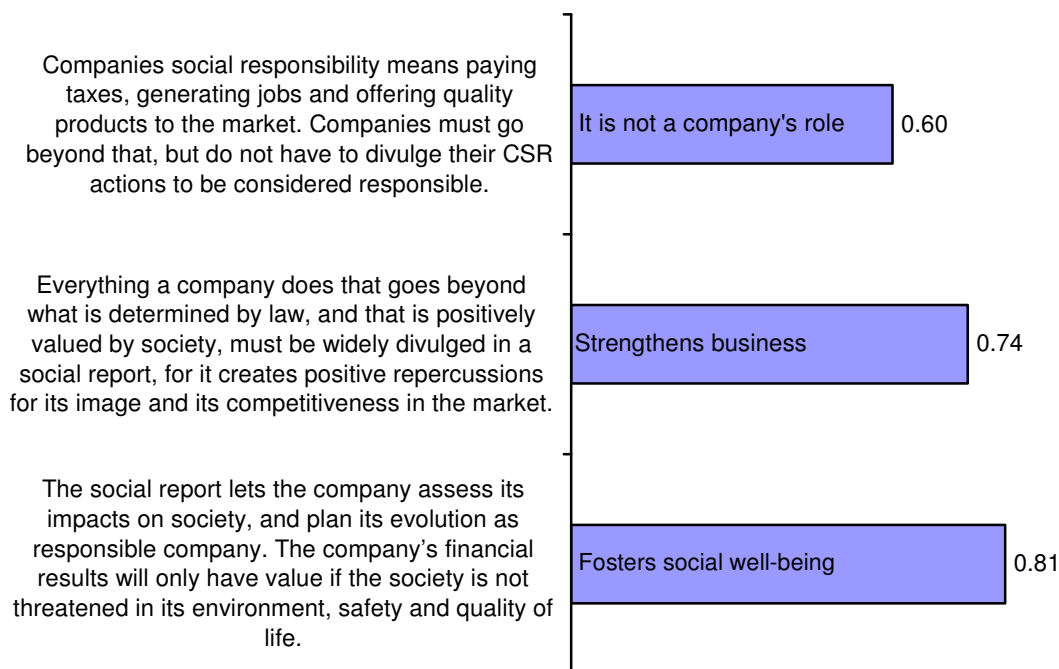 Companies social responsibility means paying
taxes, generating jobs and offering quality
products to the market. Companies must go
beyond that, but do not have to divulge their CSR
actions to be considered responsible.
It is not a company's role
0.60
Everything a company does that goes beyond
what is determined by law, and that is positively
valued by society, must be widely divulged in a
social report, for it creates positive repercussions
for its image and its competitiveness in the market.
Strengthens business
0.74
The social report lets the company assess its
impacts on society, and plan its evolution as
responsible company. The company’s financial
results will only have value if the society is not
threatened in its environment, safety and quality of
life.
Fosters social well-being
0.81